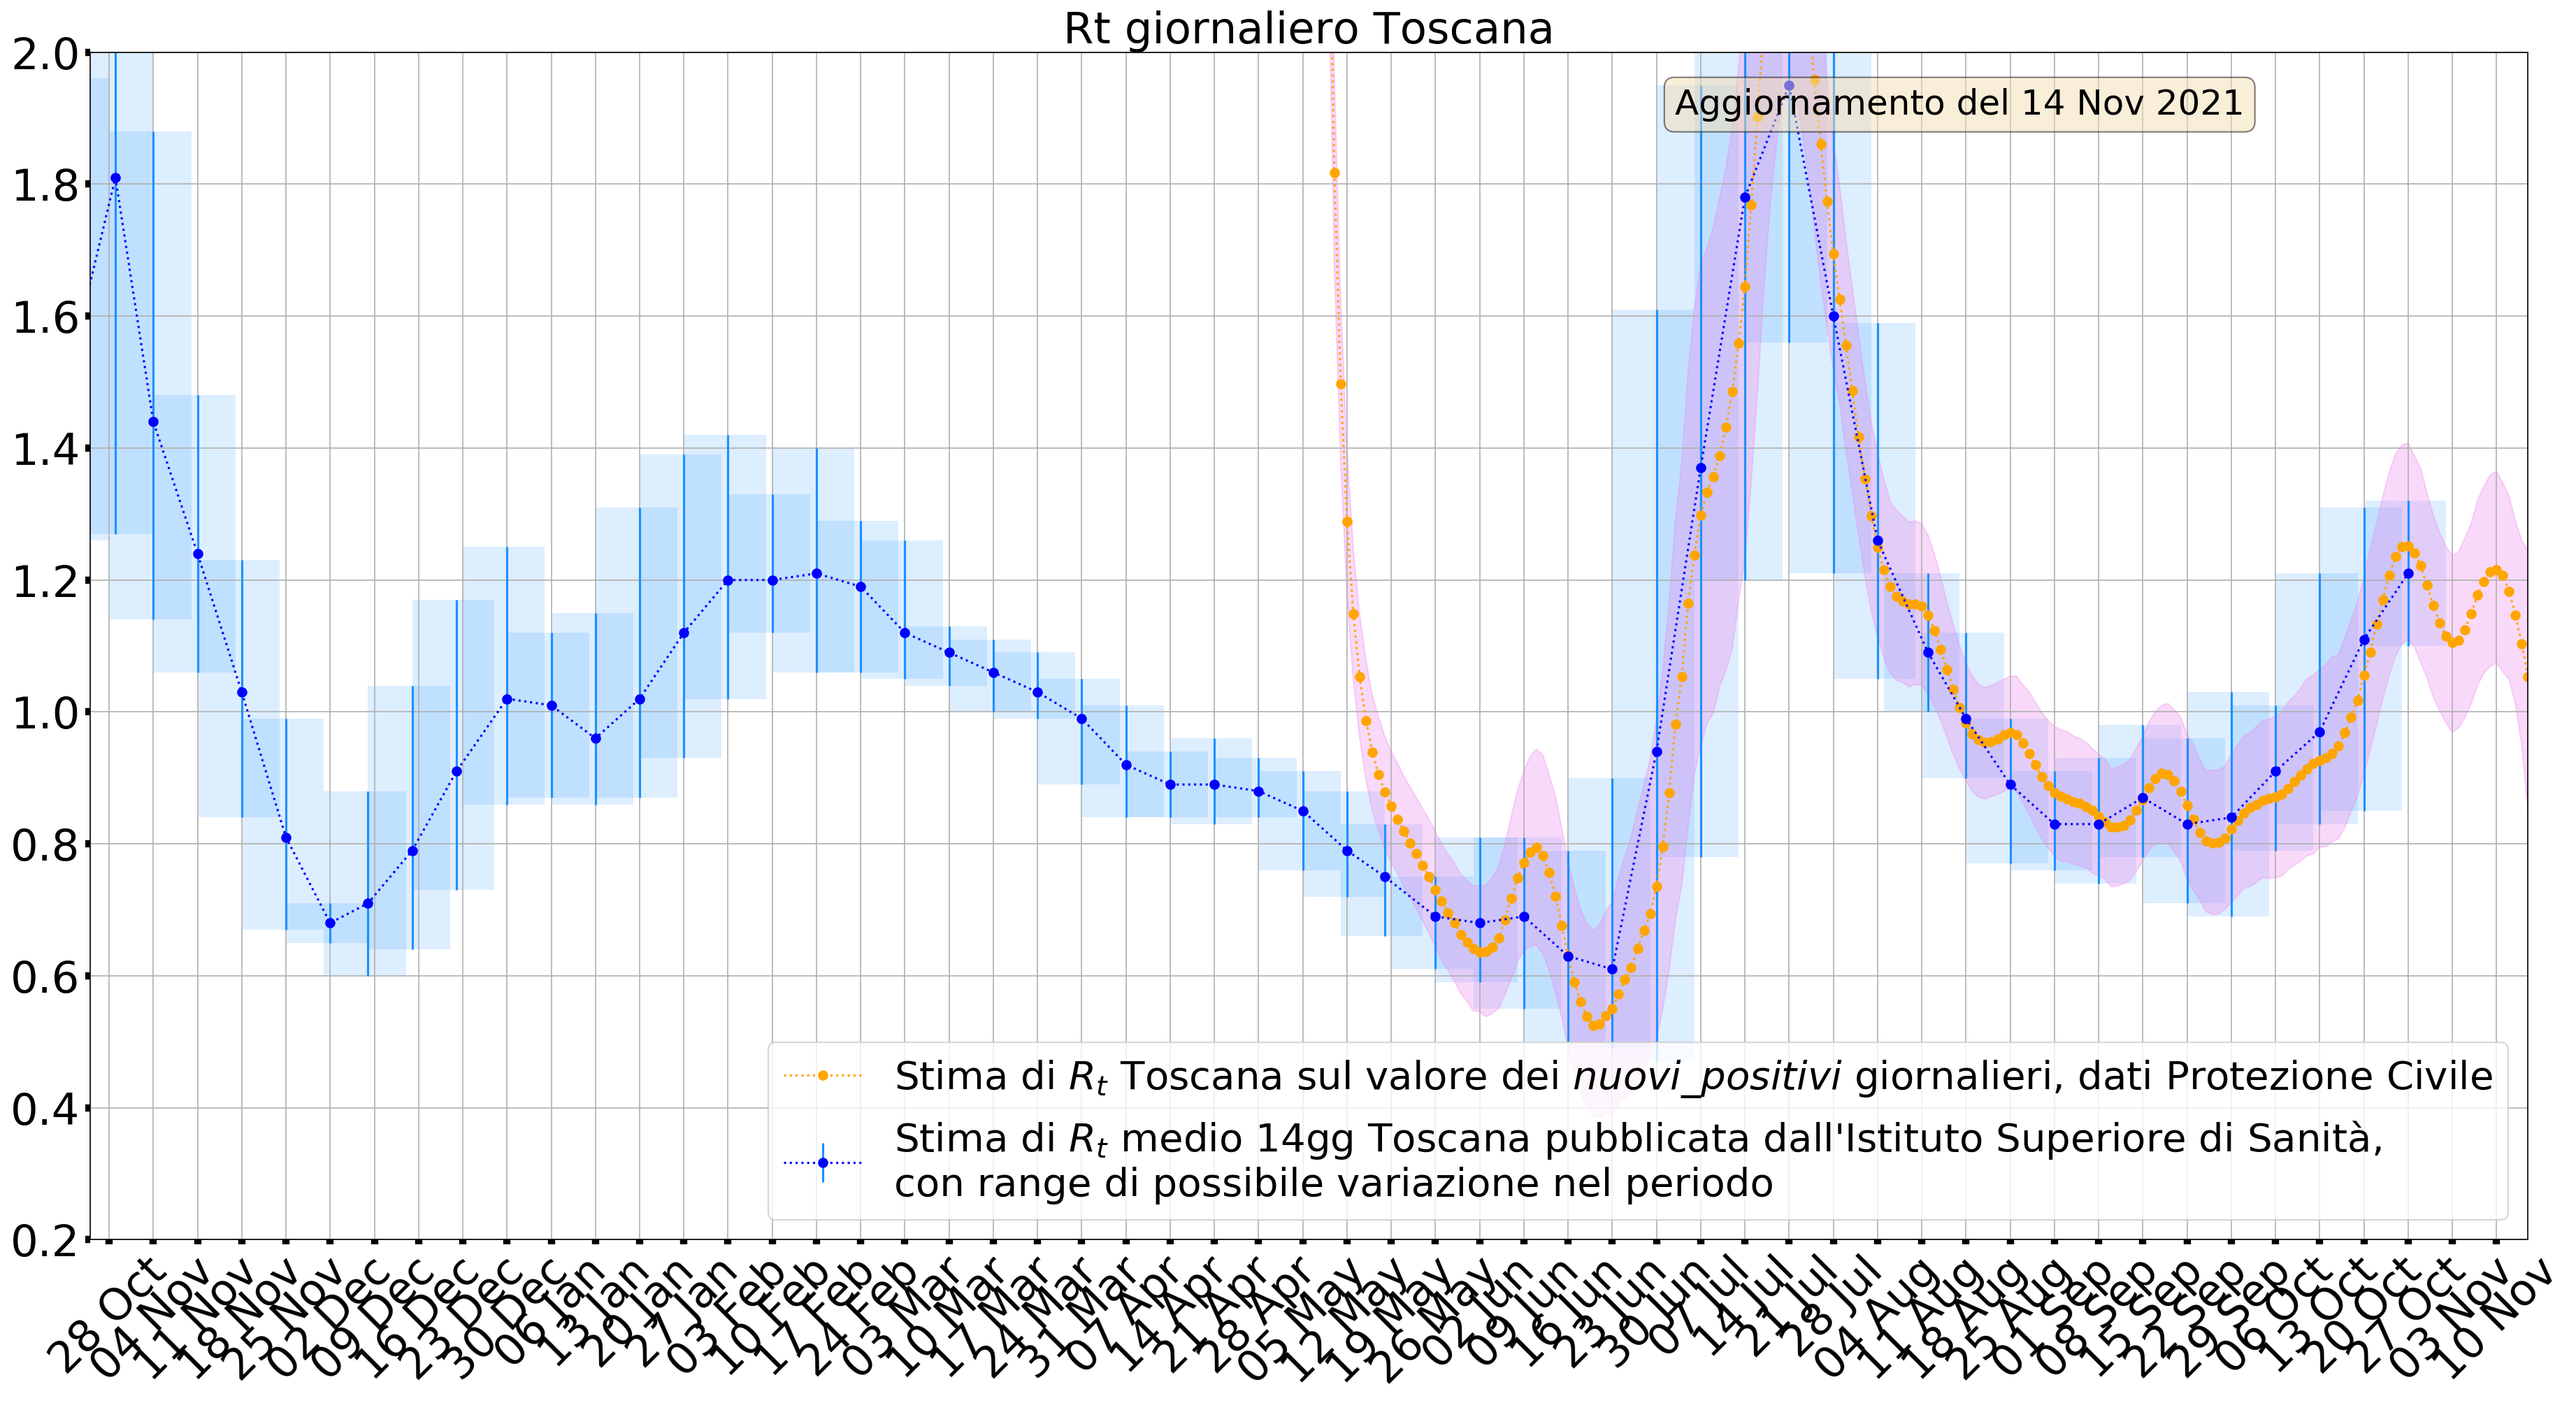 Rt giornaliero Toscana
2.0
1.8
1.6
1.4
1.2
1.0
0.8
0.6
0.4
0.2
Aggiornamento del 14 Nov 2021
Stima di Rt Toscana sul valore dei nuovi_positivi giornalieri, dati Protezione Civile
Stima di Rt medio 14gg Toscana pubblicata dall'Istituto Superiore di Sanità,
con range di possibile variazione nel periodo
28 Oct
04 Nov
11 Nov
18 Nov
25 Nov
02 Dec
09 Dec
16 Dec
23 Dec
30 Dec
06 Jan
13 Jan
20 Jan
27 Jan
03 Feb
10 Feb
17 Feb
24 Feb
03 Mar
10 Mar
17 Mar
24 Mar
31 Mar
07 Apr
14 Apr
21 Apr
28 Apr
05 May
12 May
19 May
26 May
02 Jun
09 Jun
16 Jun
23 Jun
30 Jun
07 Jul
14 Jul
21 Jul
28 Jul
04 Aug
11 Aug
18 Aug
25 Aug
01 Sep
08 Sep
15 Sep
22 Sep
29 Sep
06 Oct
13 Oct
20 Oct
27 Oct
03 Nov
10 Nov